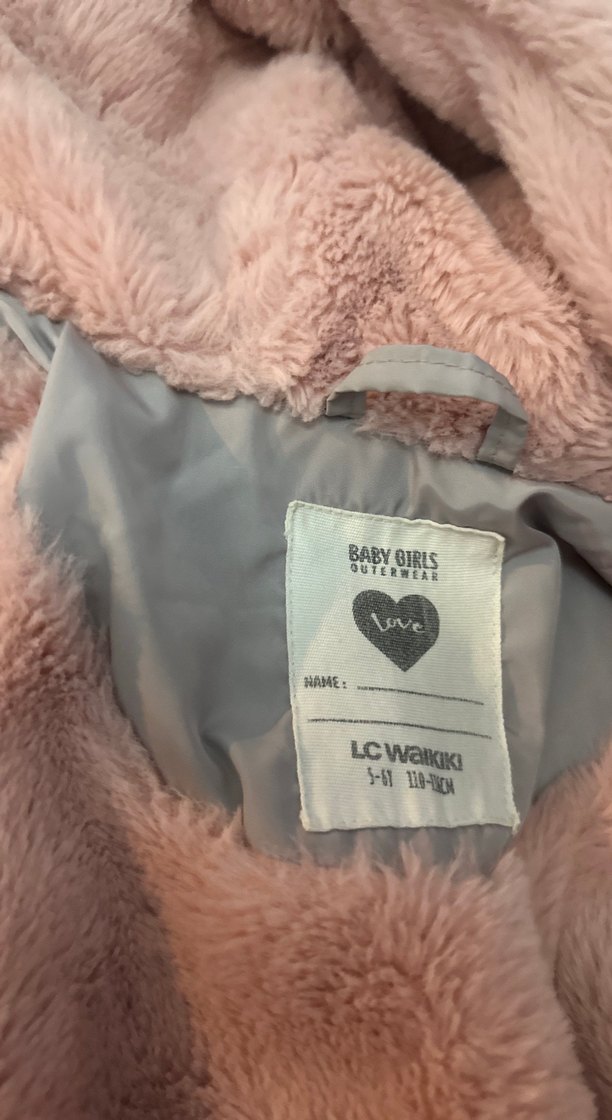 BABY GIRLS
OUTERWEAR
Love
NAME:
LC WAIKIKI
5-6Y 110-116CM